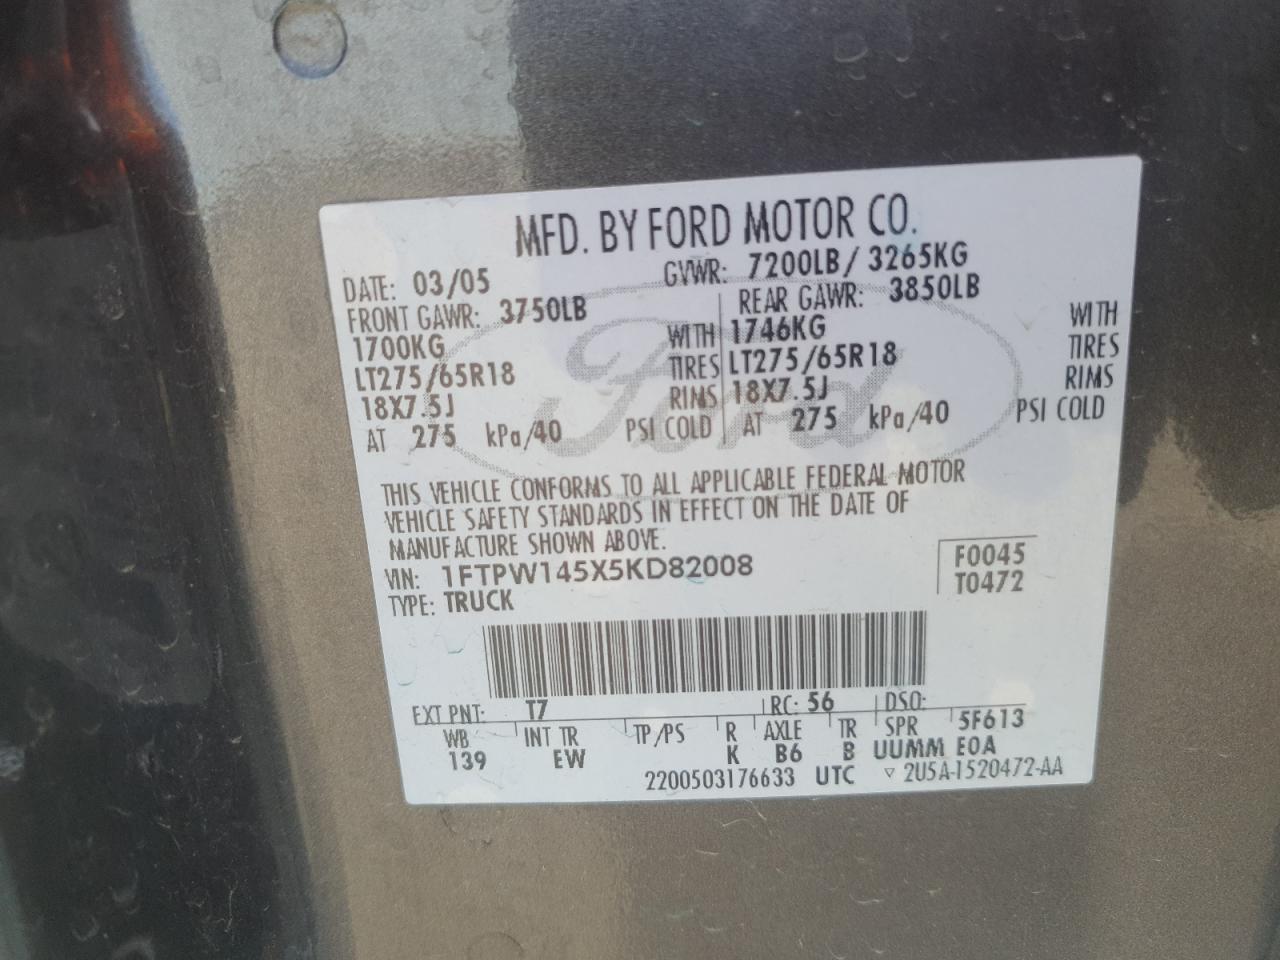 MFD. BY FORD MOTOR CO.
DATE: 03/05 GVWR: 7200LB / 3265KG
FRONT GAWR: 3750LB REAR GAWR: 3850LB
1700KG WITH 1746KG WITH
LT275/65R18 TIRES LT275/65R18 TIRES
18X7.5J RIMS 18X7.5J RIMS
AT 275 kPa/40 PSI COLD AT 275 kPa/40 PSI COLD
Ford
THIS VEHICLE CONFORMS TO ALL APPLICABLE FEDERAL MOTOR
VEHICLE SAFETY STANDARDS IN EFFECT ON THE DATE OF
MANUFACTURE SHOWN ABOVE.
VIN: 1FTPW145X5KD82008 F0045
TYPE: TRUCK T0472
EXT PNT: T7 RC: 56 DSO:
WB INT TR TP/PS R AXLE TR SPR 5F613
139 EW K B6 B UUMM EOA
2200503176633 UTC ▽ 2U5A-1520472-AA